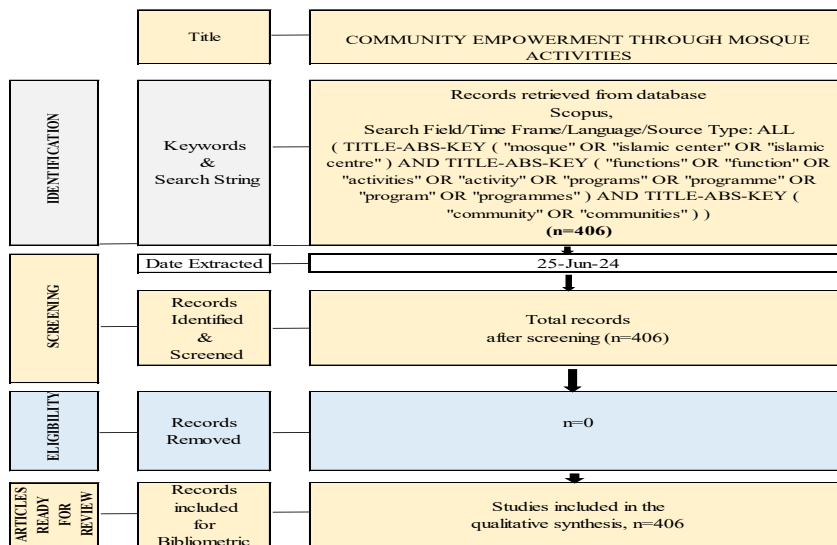 Title
COMMUNITY EMPOWERMENT THROUGH MOSQUE
ACTIVITIES
IDENTIFICATION
Keywords
&
Search String
Records retrieved from database
Scopus,
Search Field/Time Frame/Language/Source Type: ALL
( TITLE-ABS-KEY ( "mosque" OR "islamic center" OR "islamic
centre" ) AND TITLE-ABS-KEY ( "functions" OR "function" OR
"activities" OR "activity" OR "programs" OR "programme" OR
"program" OR "programmes" ) AND TITLE-ABS-KEY (
"community" OR "communities" ) )
(n=406)
Date Extracted
25-Jun-24
SCREENING
Records
Identified
&
Screened
Total records
after screening (n=406)
ELIGIBILITY
Records
Removed
n=0
ARTICLES
READY
FOR
REVIEW
Records
included
for
Bibliometric
Studies included in the
qualitative synthesis, n=406